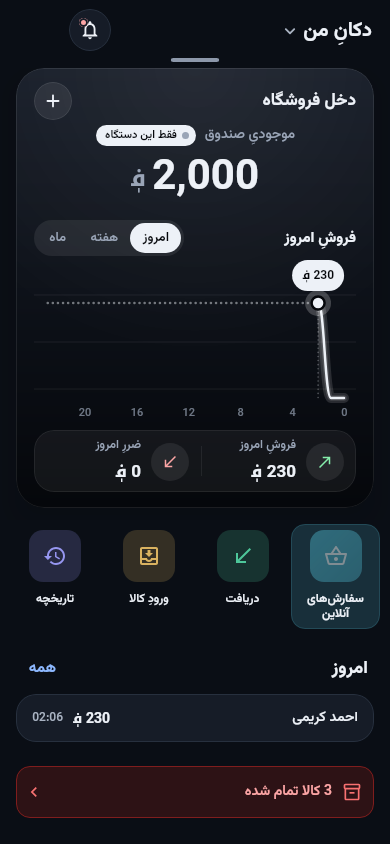 دکانِ من
دخل فروشگاه
موجودیِ صندوق
فقط این دستگاه
2,000 ؋
فروشِ امروز
امروز
هفته
ماه
230 ؋
0 4 8 12 16 20
فروشِ امروز
230 ؋
ضررِ امروز
0 ؋
سفارش‌های
آنلاین
دریافت
ورودِ کالا
تاریخچه
امروز
همه
احمد کریمی
230 ؋
02:06
3 کالا تمام شده